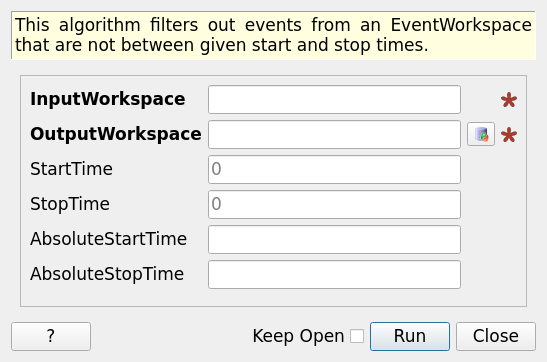 This algorithm filters out events from an EventWorkspace
that are not between given start and stop times.
InputWorkspace
OutputWorkspace
StartTime 0
StopTime 0
AbsoluteStartTime
AbsoluteStopTime
? Keep Open Run Close